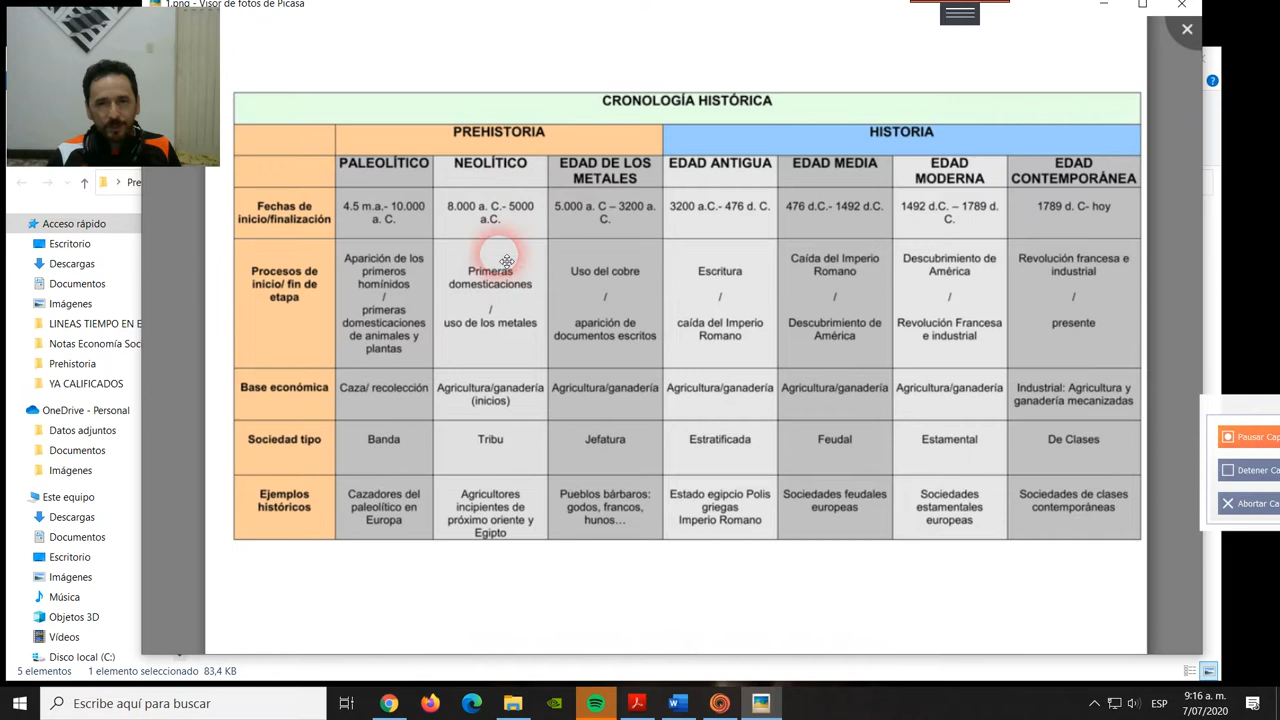 1.png - Visor de fotos de Picasa
CRONOLOGÍA HISTÓRICA
PREHISTORIA
HISTORIA
PALEOLÍTICO
NEOLÍTICO
EDAD DE LOS
METALES
EDAD ANTIGUA
EDAD MEDIA
EDAD
MODERNA
EDAD
CONTEMPORÁNEA
Fechas de
inicio/finalización
4.5 m.a.- 10.000
a. C.
8.000 a. C.- 5000
a.C.
5.000 a. C – 3200 a.
C.
3200 a.C.- 476 d. C.
476 d.C.- 1492 d.C.
1492 d.C. – 1789 d.
C.
1789 d.C- hoy
Procesos de
inicio/ fin de
etapa
Aparición de los
primeros
homínidos
/
primeras
domesticaciones
de animales y
plantas
Primeras
domesticaciones
/
uso de los metales
Uso del cobre
/
aparición de
documentos escritos
Escritura
/
caída del Imperio
Romano
Caída del Imperio
Romano
/
Descubrimiento de
América
Descubrimiento de
América
/
Revolución Francesa
e industrial
Revolución francesa e
industrial
/
presente
Base económica
Caza/ recolección
Agricultura/ganadería
(inicios)
Agricultura/ganadería
Agricultura/ganadería
Agricultura/ganadería
Agricultura/ganadería
Industrial: Agricultura y
ganadería mecanizadas
Sociedad tipo
Banda
Tribu
Jefatura
Estratificada
Feudal
Estamental
De Clases
Ejemplos
históricos
Cazadores del
paleolítico en
Europa
Agricultores
incipientes de
próximo oriente y
Egipto
Pueblos bárbaros:
godos, francos,
hunos…
Estado egipcio Polis
griegas
Imperio Romano
Sociedades feudales
europeas
Sociedades
estamentales
europeas
Sociedades de clases
contemporáneas
Pre
Acceso rápido
Escritorio
Descargas
Documentos
Imágenes
LINEAS TIEMPO EN E
Notas Economía Soc
Prehistoria
YA CALIFICADOS
OneDrive - Personal
Datos adjuntos
Documentos
Imágenes
Este equipo
Descargas
Documentos
Escritorio
Imágenes
Música
Objetos 3D
Vídeos
Disco local (C:)
5 elementos 1 elemento seleccionado 83,4 KB
Pausar Cap
Detener Ca
Abortar Ca
Escribe aquí para buscar
ESP
9:16 a. m.
7/07/2020